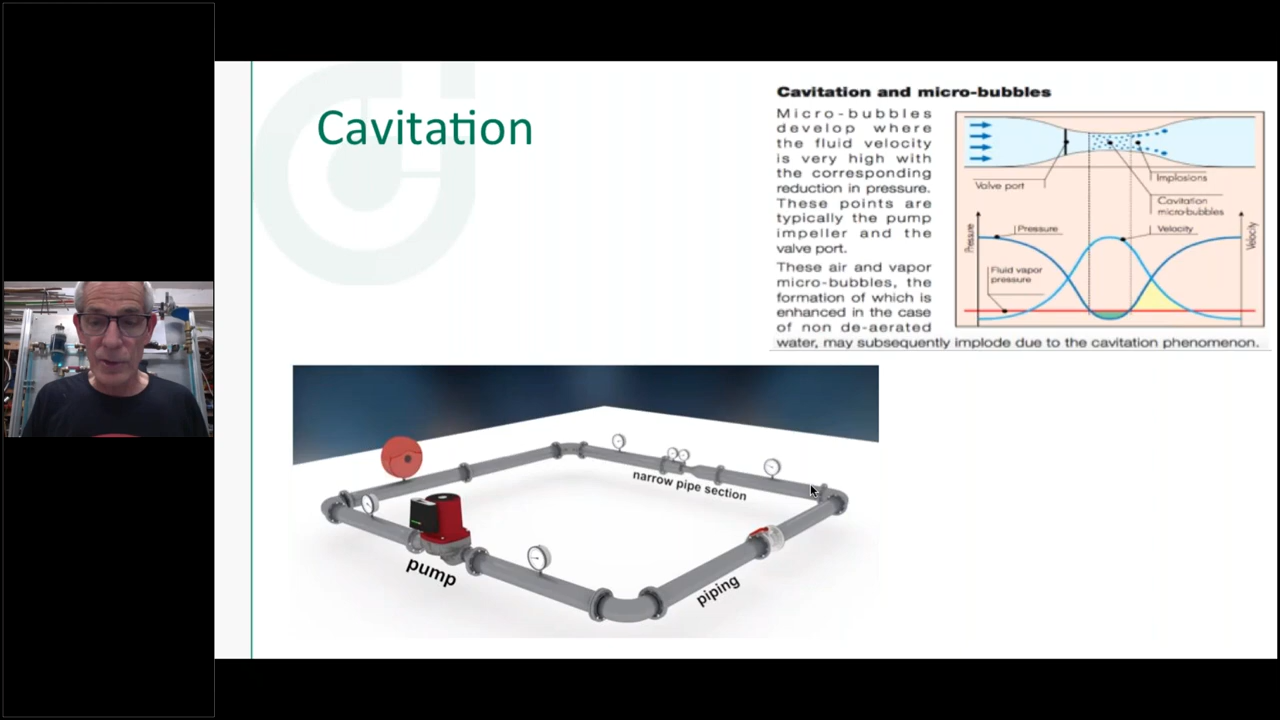 Cavitation
Cavitation and micro-bubbles
Micro-bubbles
develop where
the fluid velocity
is very high with
the corresponding
reduction in pressure.
These points are
typically the pump
impeller and the
valve port.
These air and vapor
micro-bubbles, the
formation of which is
enhanced in the case
of non de-aerated
water, may subsequently implode due to the cavitation phenomenon.
Valve port
Implosions
Cavitation
micro-bubbles
Pressure
Pressure
Velocity
Velocity
Fluid vapor
pressure
narrow pipe section
pump
piping